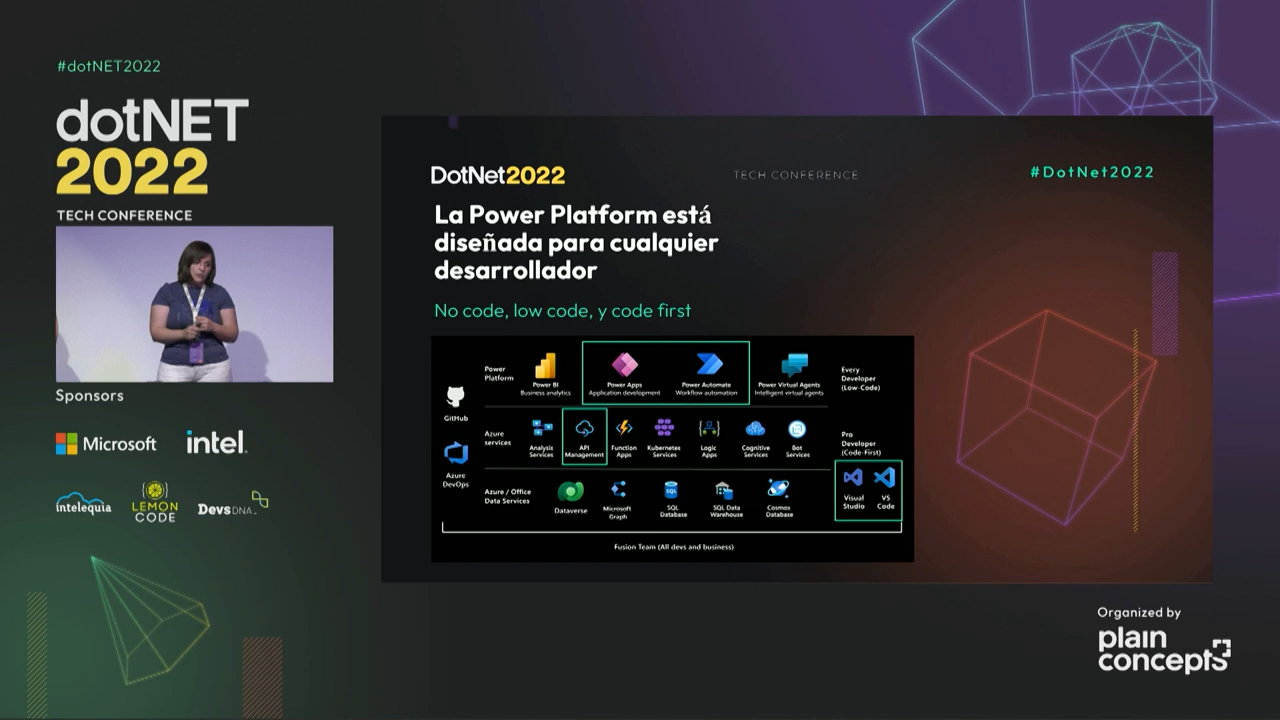 #dotNET2022
dotNET
2022
TECH CONFERENCE
Sponsors
Microsoft
intel.
intelequia
LEMON
CODE
DevsDNA
Organized by
plain
concepts
DotNet2022
TECH CONFERENCE
#DotNet2022
La Power Platform está
diseñada para cualquier
desarrollador
No code, low code, y code first
GitHub
Azure
DevOps
Power
Platform
Power BI
Business analytics
Power Apps
Application development
Power Automate
Workflow automation
Power Virtual Agents
Intelligent virtual agents
Every
Developer
(Low-Code)
Azure
services
Analysis
Services
API
Management
Function
Apps
Kubernetes
Services
Logic
Apps
Cognitive
Services
Bot
Services
Pro
Developer
(Code-First)
Azure / Office
Data Services
Dataverse
Microsoft
Graph
SQL
SQL
Database
SQL Data
Warehouse
Cosmos
Database
Visual
Studio
VS
Code
Fusion Team (All devs and business)